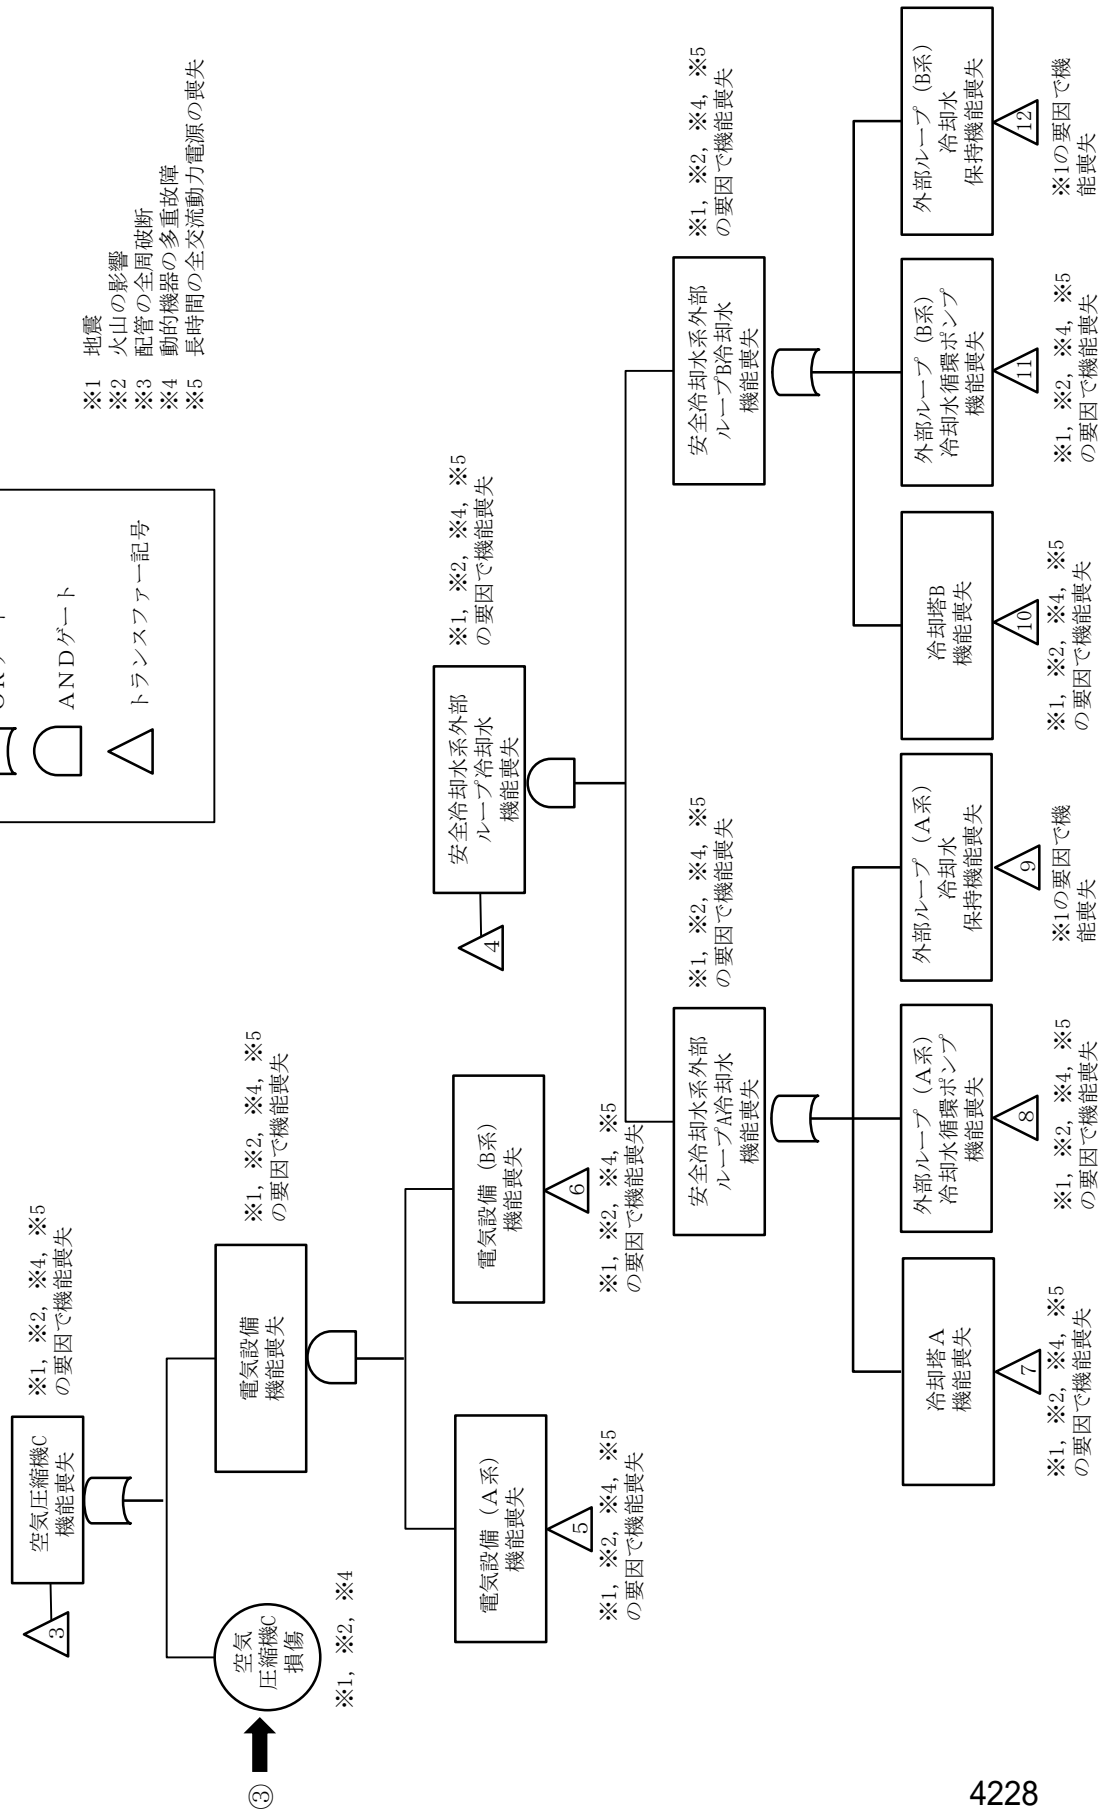 ANDゲート
トランスファー記号
※1 地震
※2 火山の影響
※3 配管の全周破断
※4 動的機器の多重故障
※5 長時間の全交流動力電源の喪失
3
空気圧縮機C
機能喪失
※1, ※2, ※4, ※5
の要因で機能喪失
③
空気
圧縮機C
損傷
※1, ※2, ※4
電気設備
機能喪失
※1, ※2, ※4, ※5
の要因で機能喪失
電気設備（A系）
機能喪失
5
※1, ※2, ※4, ※5
の要因で機能喪失
電気設備（B系）
機能喪失
6
※1, ※2, ※4, ※5
の要因で機能喪失
4
安全冷却水系外部
ループ冷却水
機能喪失
※1, ※2, ※4, ※5
の要因で機能喪失
安全冷却水系外部
ループA冷却水
機能喪失
※1, ※2, ※4, ※5
の要因で機能喪失
安全冷却水系外部
ループB冷却水
機能喪失
※1, ※2, ※4, ※5
の要因で機能喪失
冷却塔A
機能喪失
7
※1, ※2, ※4, ※5
の要因で機能喪失
外部ループ（A系）
冷却水循環ポンプ
機能喪失
8
※1, ※2, ※4, ※5
の要因で機能喪失
外部ループ（A系）
冷却水
保持機能喪失
9
※1の要因で機
能喪失
冷却塔B
機能喪失
10
※1, ※2, ※4, ※5
の要因で機能喪失
外部ループ（B系）
冷却水循環ポンプ
機能喪失
11
※1, ※2, ※4, ※5
の要因で機能喪失
外部ループ（B系）
冷却水
保持機能喪失
12
※1の要因で機
能喪失
4228